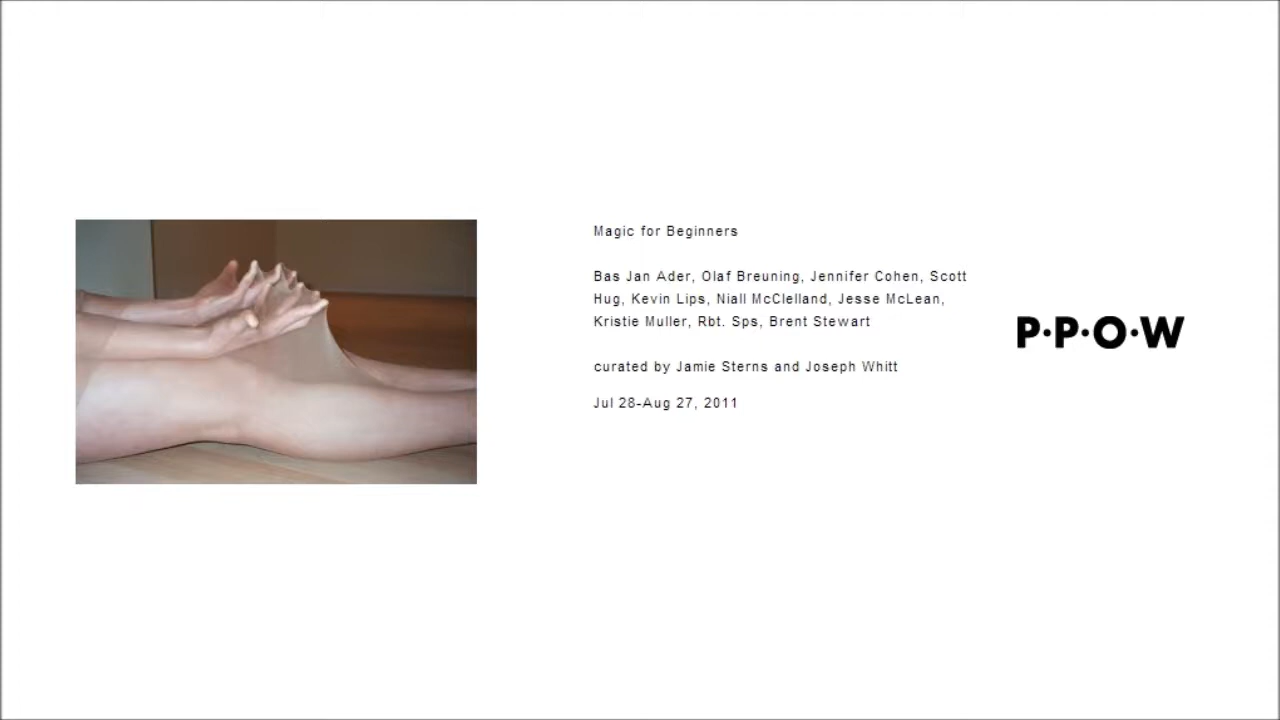 Magic for Beginners
Bas Jan Ader, Olaf Breuning, Jennifer Cohen, Scott
Hug, Kevin Lips, Niall McClelland, Jesse McLean,
Kristie Muller, Rbt. Sps, Brent Stewart
curated by Jamie Sterns and Joseph Whitt
Jul 28-Aug 27, 2011
P·P·O·W